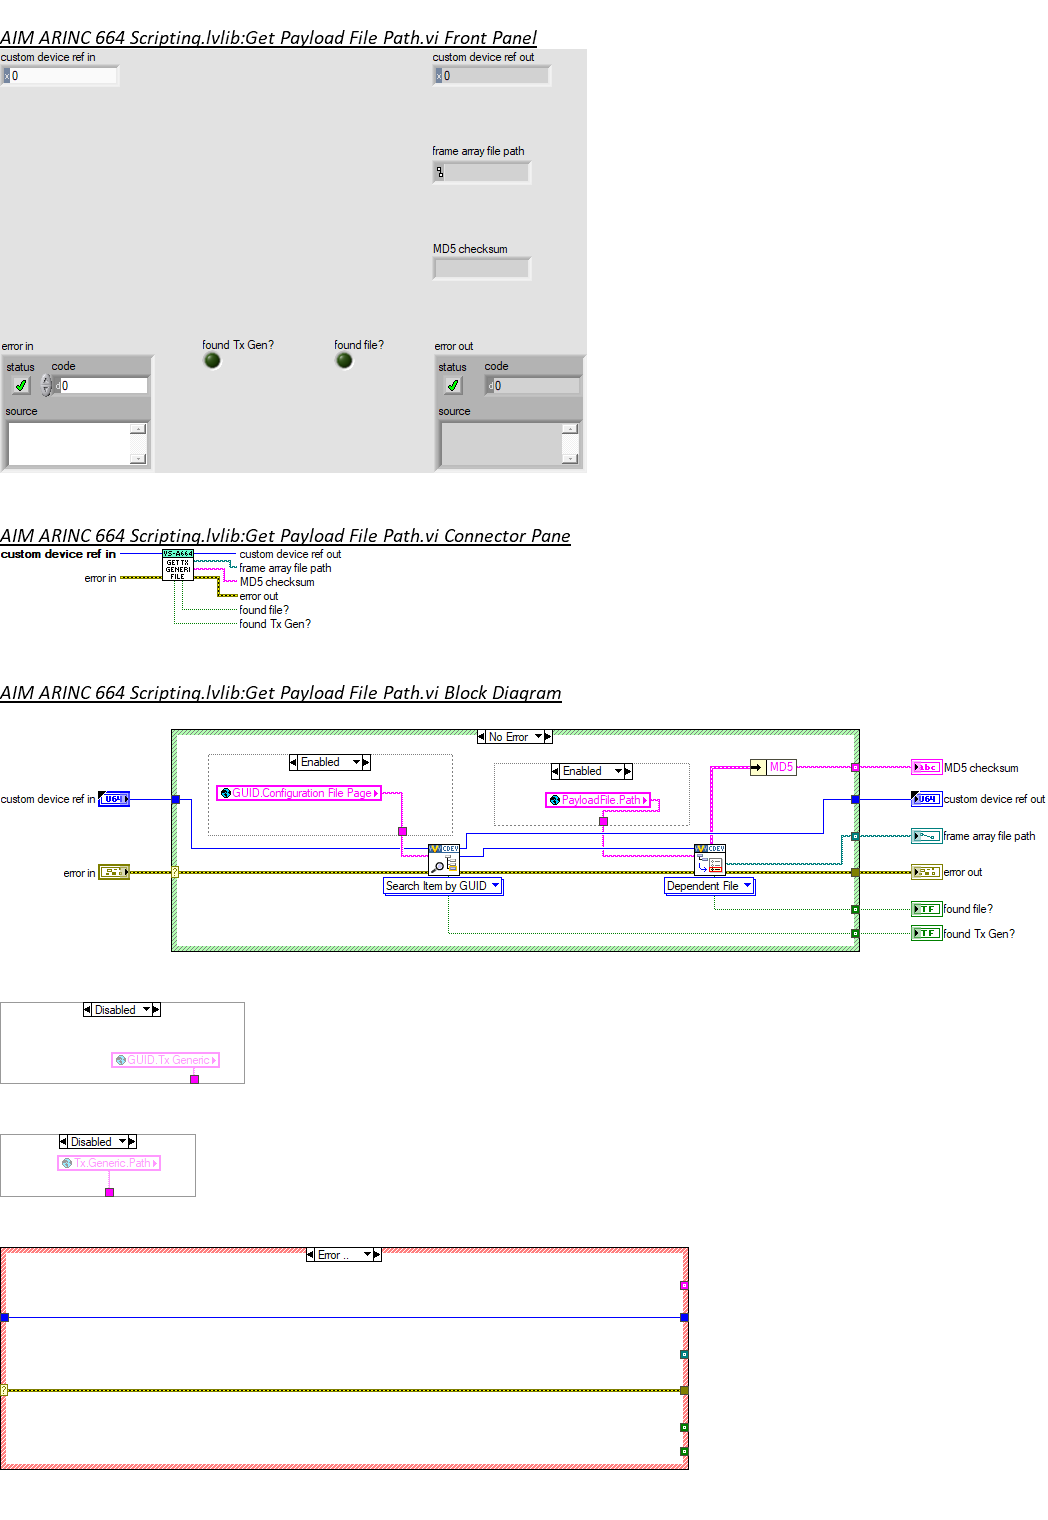 AIM ARINC 664 Scripting.lvlib:Get Payload File Path.vi Front Panel
custom device ref in
custom device ref out
x 0
x 0
frame array file path
MD5 checksum
error in
found Tx Gen?
found file?
error out
status
code
status
code
d 0
d 0
source
source
AIM ARINC 664 Scripting.lvlib:Get Payload File Path.vi Connector Pane
custom device ref in
VS-A664
GET TX
GENERI
FILE
custom device ref out
frame array file path
MD5 checksum
error in
error out
found file?
found Tx Gen?
AIM ARINC 664 Scripting.lvlib:Get Payload File Path.vi Block Diagram
No Error
Enabled
Enabled
MD5
abc
MD5 checksum
GUID.Configuration File Page
PayloadFile.Path
custom device ref in
U64
U64
custom device ref out
frame array file path
CDEV
CDEV
error in
?
error out
Search Item by GUID
Dependent File
TF
found file?
TF
found Tx Gen?
Disabled
GUID.Tx Generic
Disabled
Tx.Generic.Path
Error ..
?